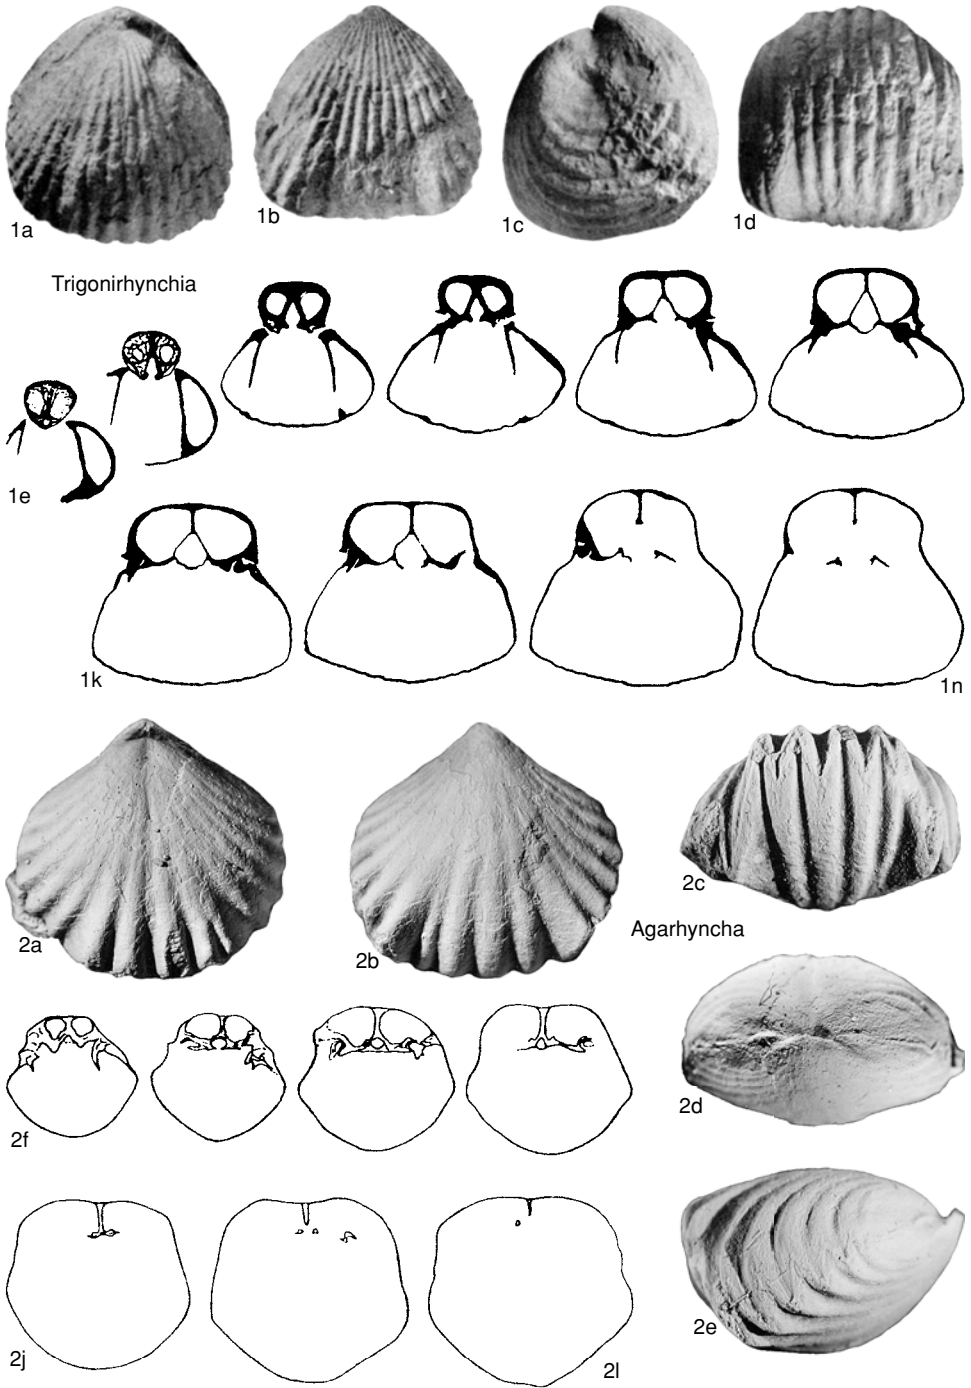 1a
1b
1c
1d
Trigonirhynchia
1e
1k
1n
2a
2b
2c
Agarhyncha
2d
2f
2e
2j
2l